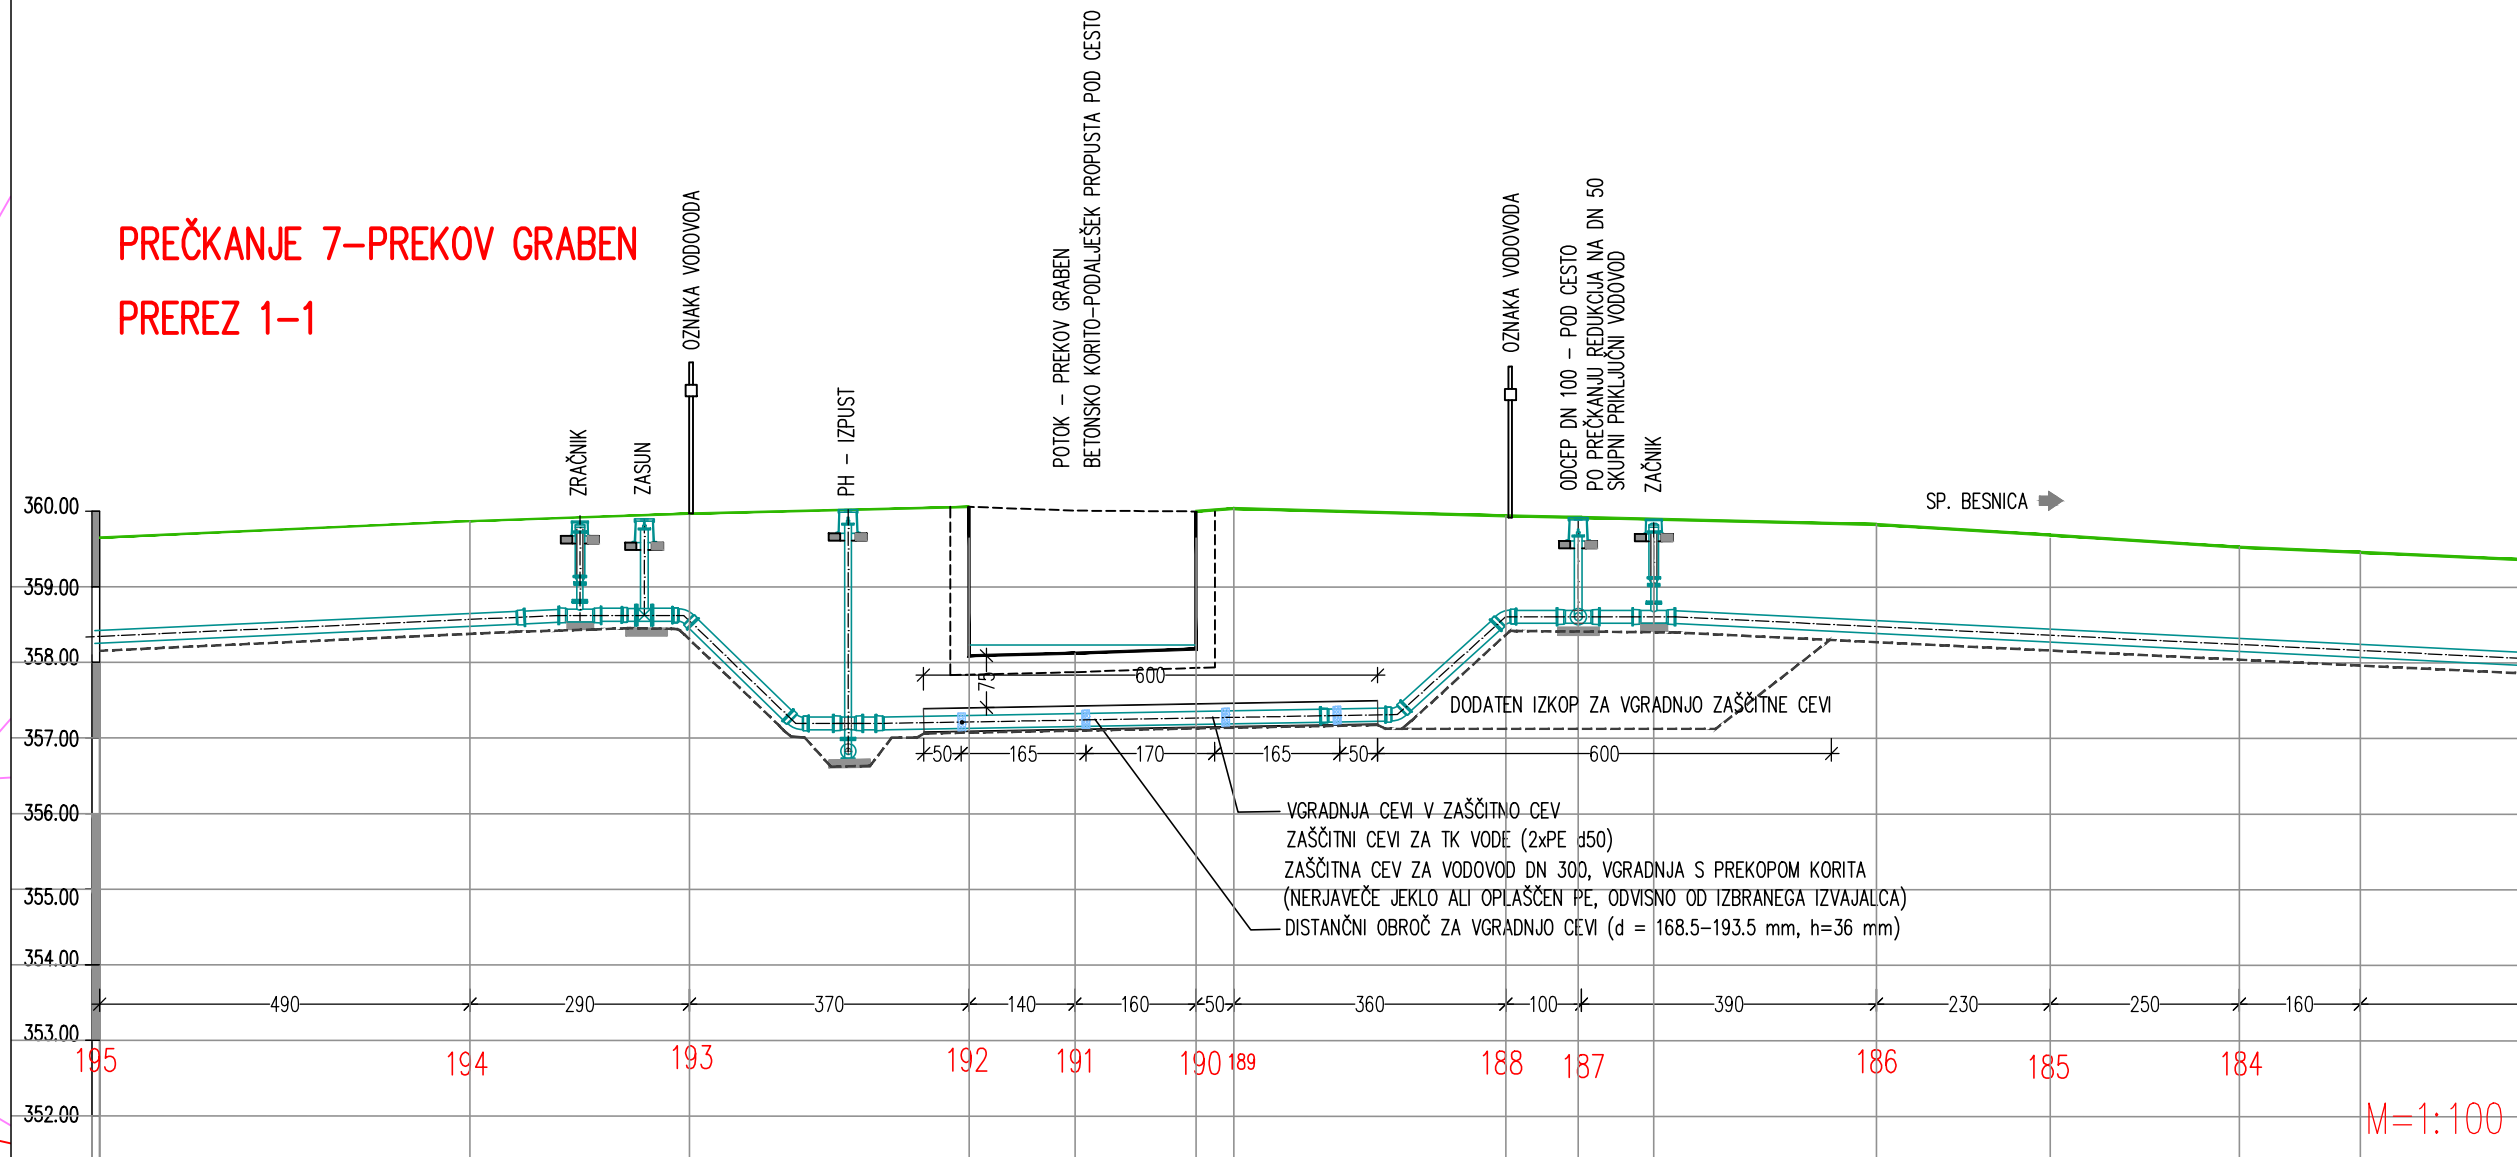 PREČKANJE 7-PREKOV GRABEN
PREREZ 1-1
ZRAČNIK
ZASUN
OZNAKA VODOVODA
PH - IZPUST
POTOK - PREKOV GRABEN
BETONSKO KORITO-PODALJEŠEK PROPUSTA POD CESTO
OZNAKA VODOVODA
ODCEP DN 100 - POD CESTO
PO PREČKANJU REDUKCIJA NA DN 50
SKUPNI PRIKLJUČNI VODOVOD
ZAČNIK
SP. BESNICA
360.00
359.00
358.00
357.00
356.00
355.00
354.00
353.00
352.00
600
75
DODATEN IZKOP ZA VGRADNJO ZAŠČITNE CEVI
50 165 170 165 50 600
VGRADNJA CEVI V ZAŠČITNO CEV
ZAŠČITNI CEVI ZA TK VODE (2xPE d50)
ZAŠČITNA CEV ZA VODOVOD DN 300, VGRADNJA S PREKOPOM KORITA
(NERJAVEČE JEKLO ALI OPLAŠČEN PE, ODVISNO OD IZBRANEGA IZVAJALCA)
DISTANČNI OBROČ ZA VGRADNJO CEVI (d = 168.5-193.5 mm, h=36 mm)
490 290 370 140 160 50 360 100 390 230 250 160
195 194 193 192 191 190 189 188 187 186 185 184
M=1:100